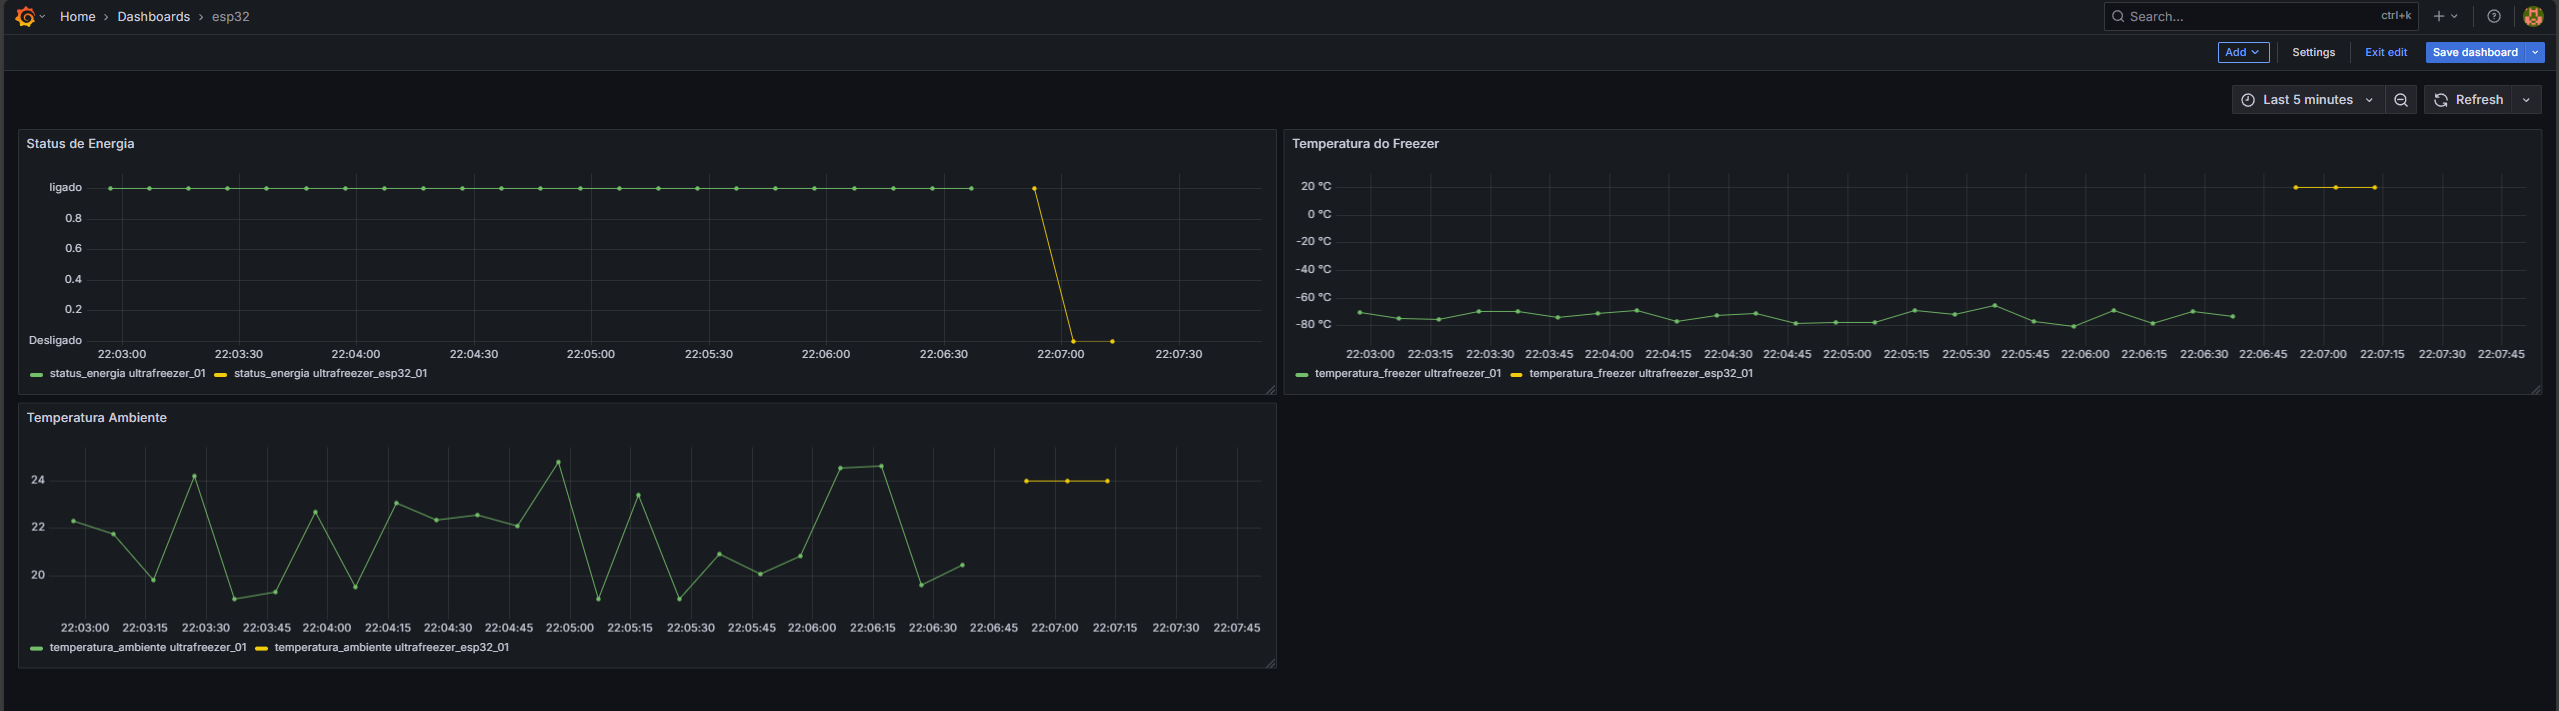 Home › Dashboards › esp32
Search... ctrl+k
Add Settings Exit edit Save dashboard
Last 5 minutes Refresh
Status de Energia
ligado
0.8
0.6
0.4
0.2
Desligado
22:03:00 22:03:30 22:04:00 22:04:30 22:05:00 22:05:30 22:06:00 22:06:30 22:07:00 22:07:30
status_energia ultrafreezer_01 status_energia ultrafreezer_esp32_01
Temperatura do Freezer
20 °C
0 °C
-20 °C
-40 °C
-60 °C
-80 °C
22:03:00 22:03:15 22:03:30 22:03:45 22:04:00 22:04:15 22:04:30 22:04:45 22:05:00 22:05:15 22:05:30 22:05:45 22:06:00 22:06:15 22:06:30 22:06:45 22:07:00 22:07:15 22:07:30 22:07:45
temperatura_freezer ultrafreezer_01 temperatura_freezer ultrafreezer_esp32_01
Temperatura Ambiente
24
22
20
22:03:00 22:03:15 22:03:30 22:03:45 22:04:00 22:04:15 22:04:30 22:04:45 22:05:00 22:05:15 22:05:30 22:05:45 22:06:00 22:06:15 22:06:30 22:06:45 22:07:00 22:07:15 22:07:30 22:07:45
temperatura_ambiente ultrafreezer_01 temperatura_ambiente ultrafreezer_esp32_01